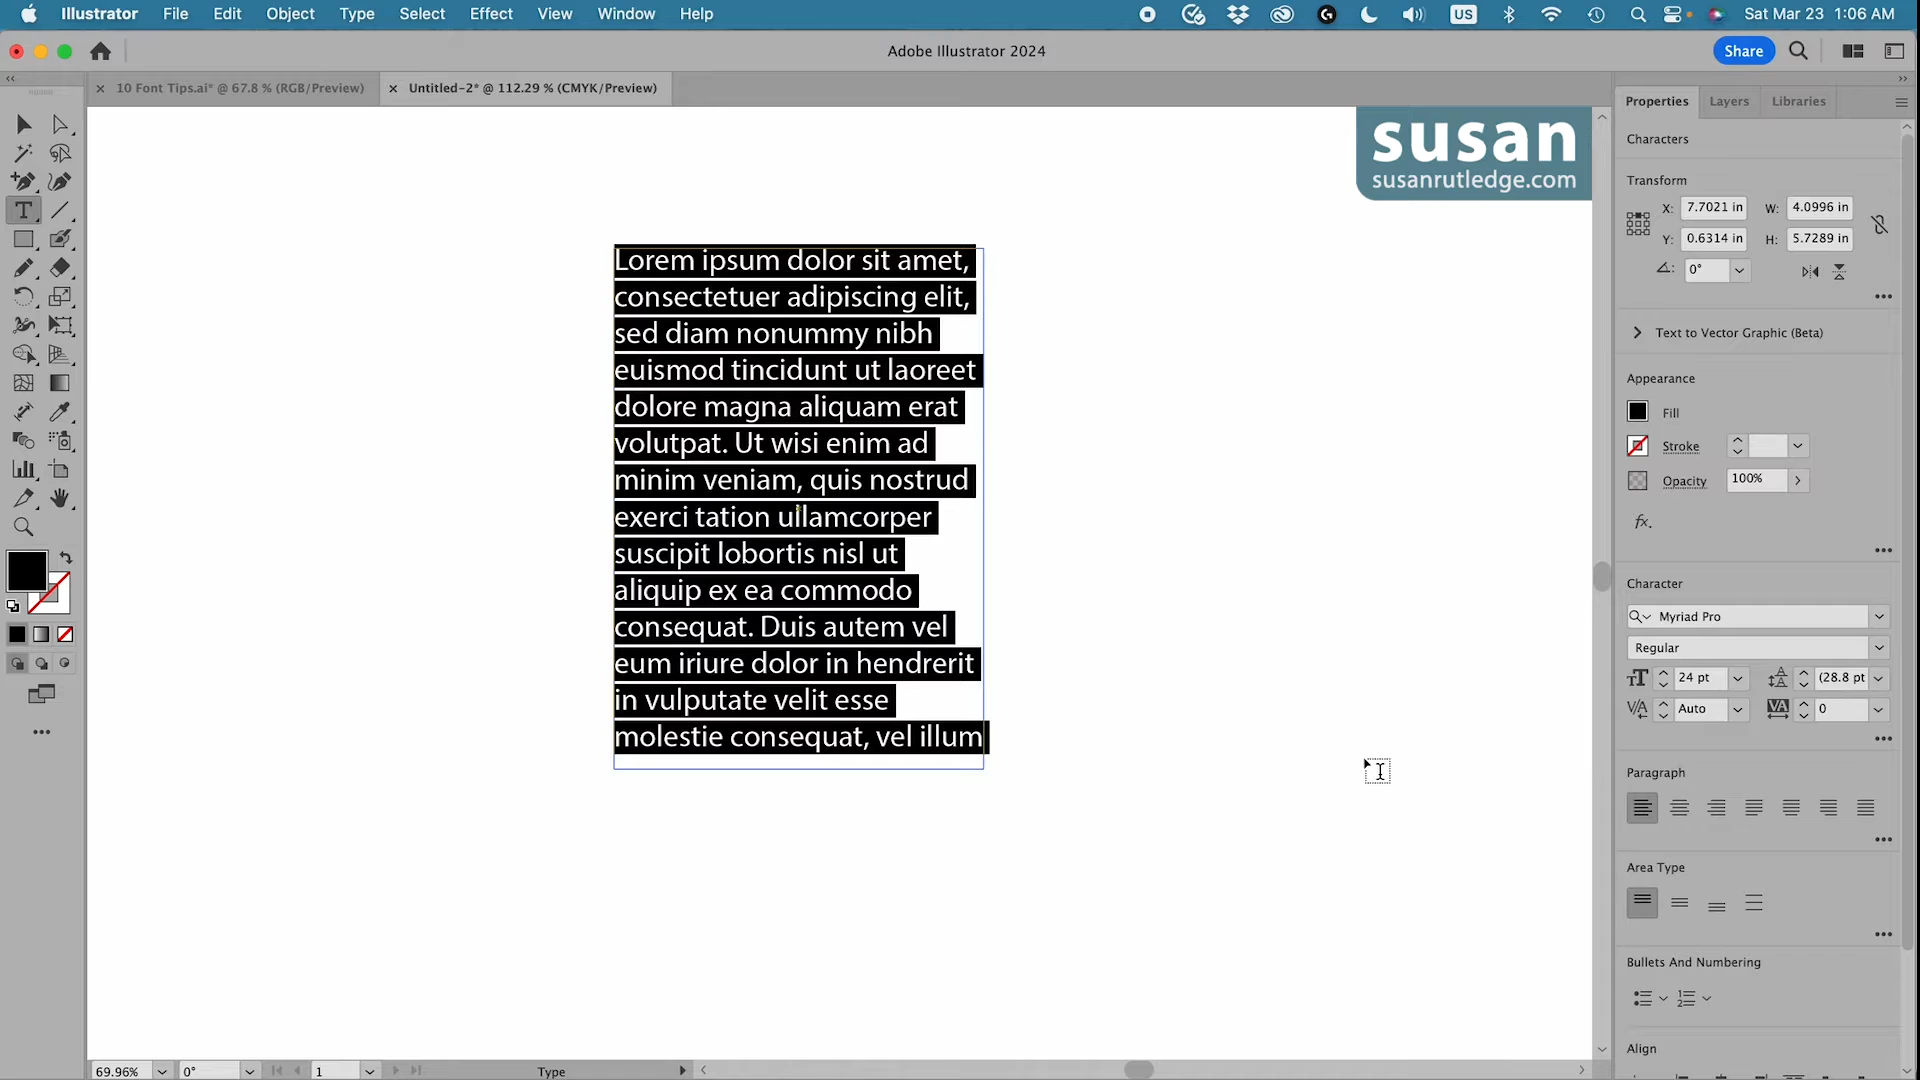 Illustrator File Edit Object Type Select Effect View Window Help US Sat Mar 23 1:06 AM
Adobe Illustrator 2024 Share
10 Font Tips.ai* @ 67.8 % (RGB/Preview) Untitled-2* @ 112.29 % (CMYK/Preview)
susan
susanrutledge.com
Lorem ipsum dolor sit amet,
consectetuer adipiscing elit,
sed diam nonummy nibh
euismod tincidunt ut laoreet
dolore magna aliquam erat
volutpat. Ut wisi enim ad
minim veniam, quis nostrud
exerci tation ullamcorper
suscipit lobortis nisl ut
aliquip ex ea commodo
consequat. Duis autem vel
eum iriure dolor in hendrerit
in vulputate velit esse
molestie consequat, vel illum
Properties Layers Libraries
Characters
Transform
X: 7.7021 in W: 4.0996 in
Y: 0.6314 in H: 5.7289 in
0°
Text to Vector Graphic (Beta)
Appearance
Fill
Stroke
Opacity 100%
fx.
Character
Myriad Pro
Regular
24 pt (28.8 pt
Auto 0
Paragraph
Area Type
Bullets And Numbering
Align
69.96% 0° 1 Type